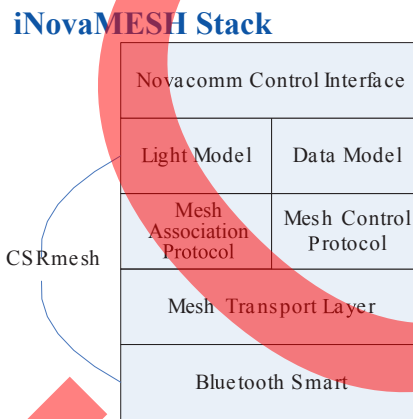 iNovaMESH Stack
Novacomm Control Interface
Light Model
Data Model
Mesh
Association
Protocol
Mesh Control
Protocol
CSRmesh
Mesh Transport Layer
Bluetooth Smart